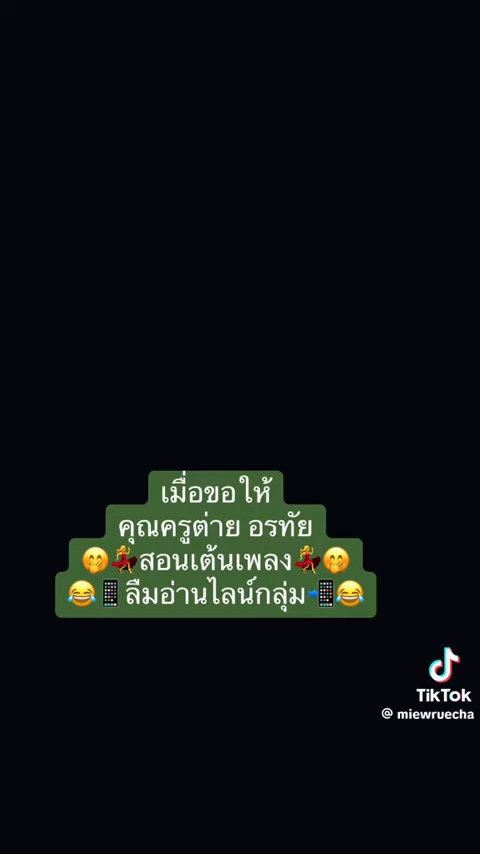 เมื่อขอให้
คุณครูต่าย อรทัย
🤭💃สอนเต้นเพลง💃🤭
😂📱ลืมอ่านไลน์กลุ่ม📲😂
TikTok
@ miewruecha